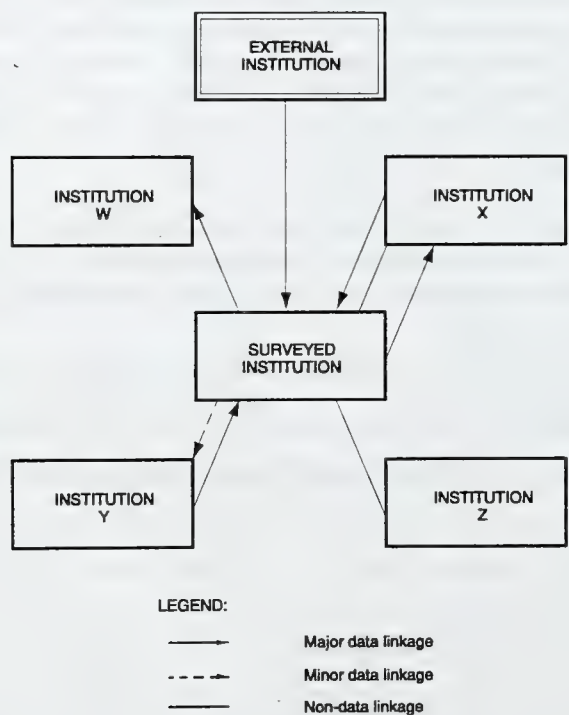 EXTERNAL
INSTITUTION
INSTITUTION
W
INSTITUTION
X
SURVEYED
INSTITUTION
INSTITUTION
Y
INSTITUTION
Z
LEGEND:
Major data linkage
Minor data linkage
Non-data linkage